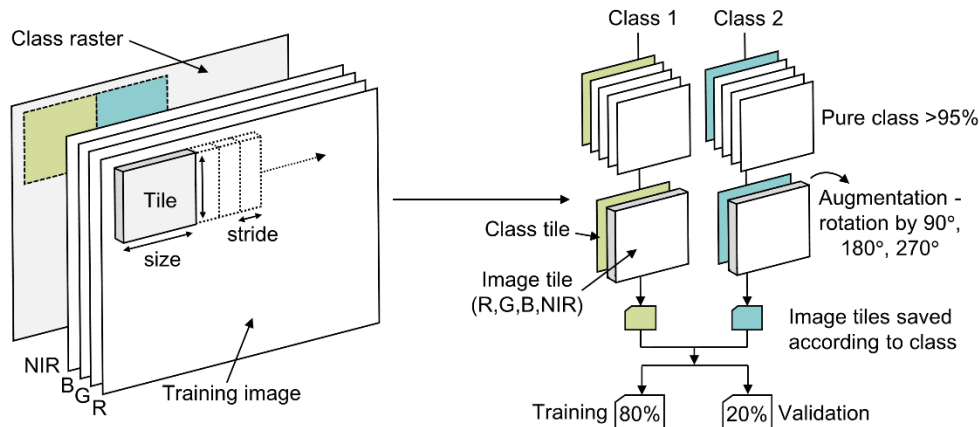 Class raster
Tile
size
stride
NIR
B
G
R
Training image
Class 1
Class 2
Pure class >95%
Class tile
Image tile
(R,G,B,NIR)
Augmentation -
rotation by 90°,
180°, 270°
Image tiles saved
according to class
Training
80%
20%
Validation